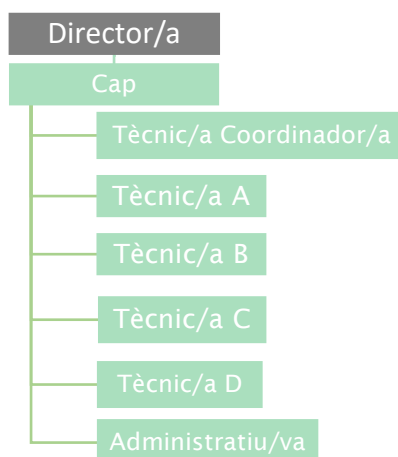 Director/a
Cap
Tècnic/a Coordinador/a
Tècnic/a A
Tècnic/a B
Tècnic/a C
Tècnic/a D
Administratiu/va